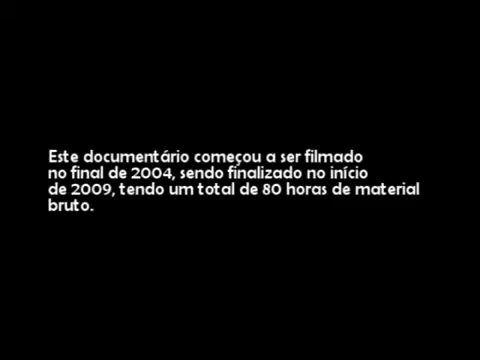 Este documentário começou a ser filmado
no final de 2004, sendo finalizado no início
de 2009, tendo um total de 80 horas de material
bruto.